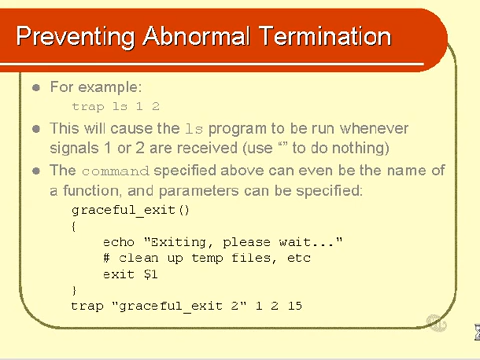 Preventing Abnormal Termination
For example:
trap ls 1 2
This will cause the ls program to be run whenever
signals 1 or 2 are received (use “” to do nothing)
The command specified above can even be the name of
a function, and parameters can be specified:
graceful_exit()
{
echo "Exiting, please wait..."
# clean up temp files, etc
exit $1
}
trap "graceful_exit 2" 1 2 15